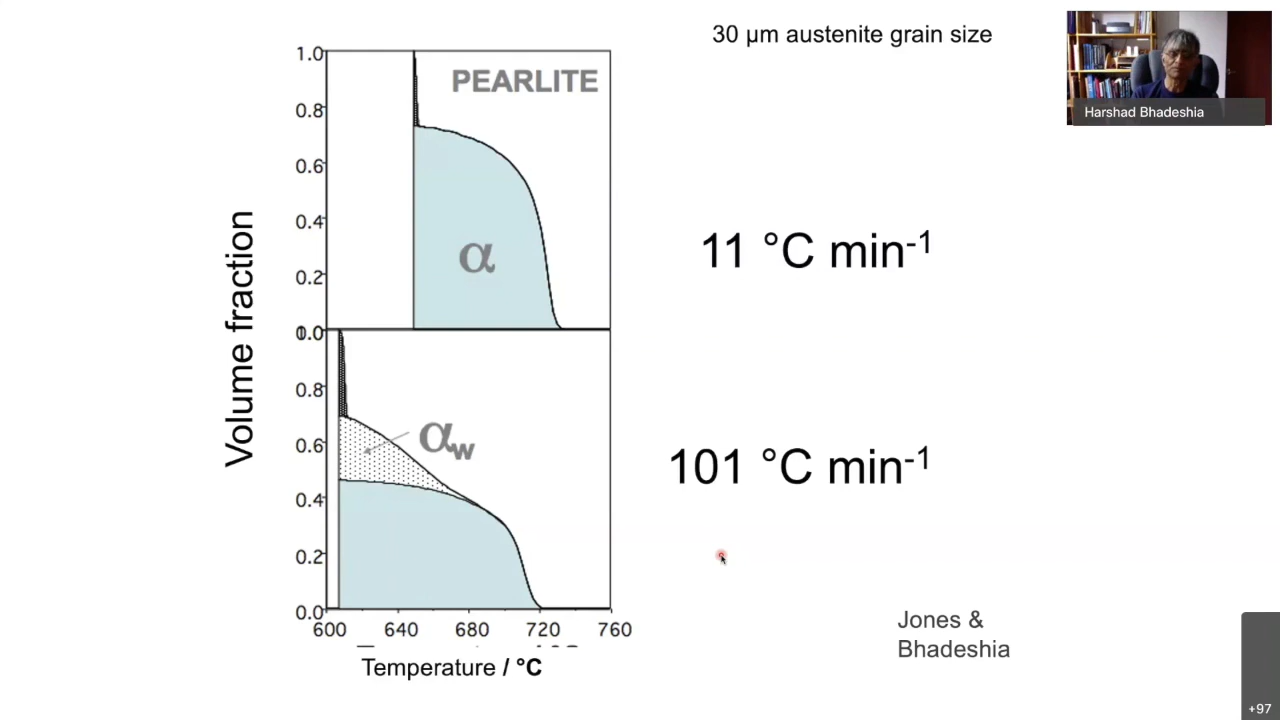 30 µm austenite grain size
Harshad Bhadeshia
PEARLITE
1.0
0.8
0.6
0.4
0.2
0.0
α
11 °C min-1
Volume fraction
0.8
0.6
0.4
0.2
0.0
αw
101 °C min-1
600 640 680 720 760
Temperature / °C
Jones &
Bhadeshia
+97